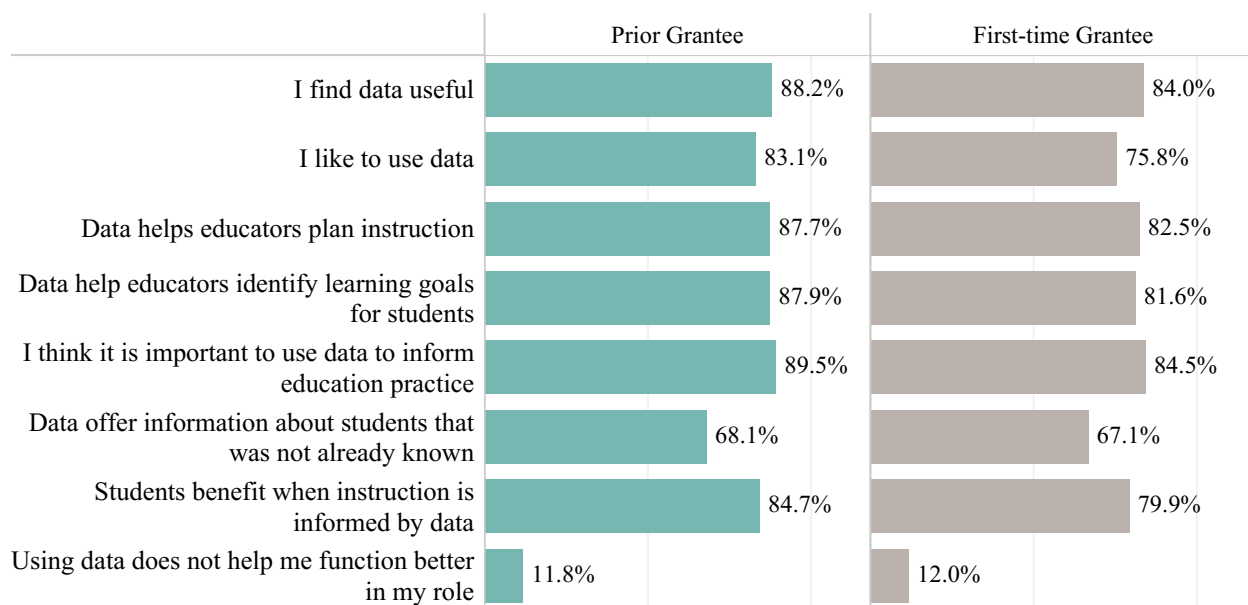 Prior Grantee First-time Grantee
I find data useful 88.2% 84.0%
I like to use data 83.1% 75.8%
Data helps educators plan instruction 87.7% 82.5%
Data help educators identify learning goals
for students 87.9% 81.6%
I think it is important to use data to inform
education practice 89.5% 84.5%
Data offer information about students that
was not already known 68.1% 67.1%
Students benefit when instruction is
informed by data 84.7% 79.9%
Using data does not help me function better
in my role 11.8% 12.0%